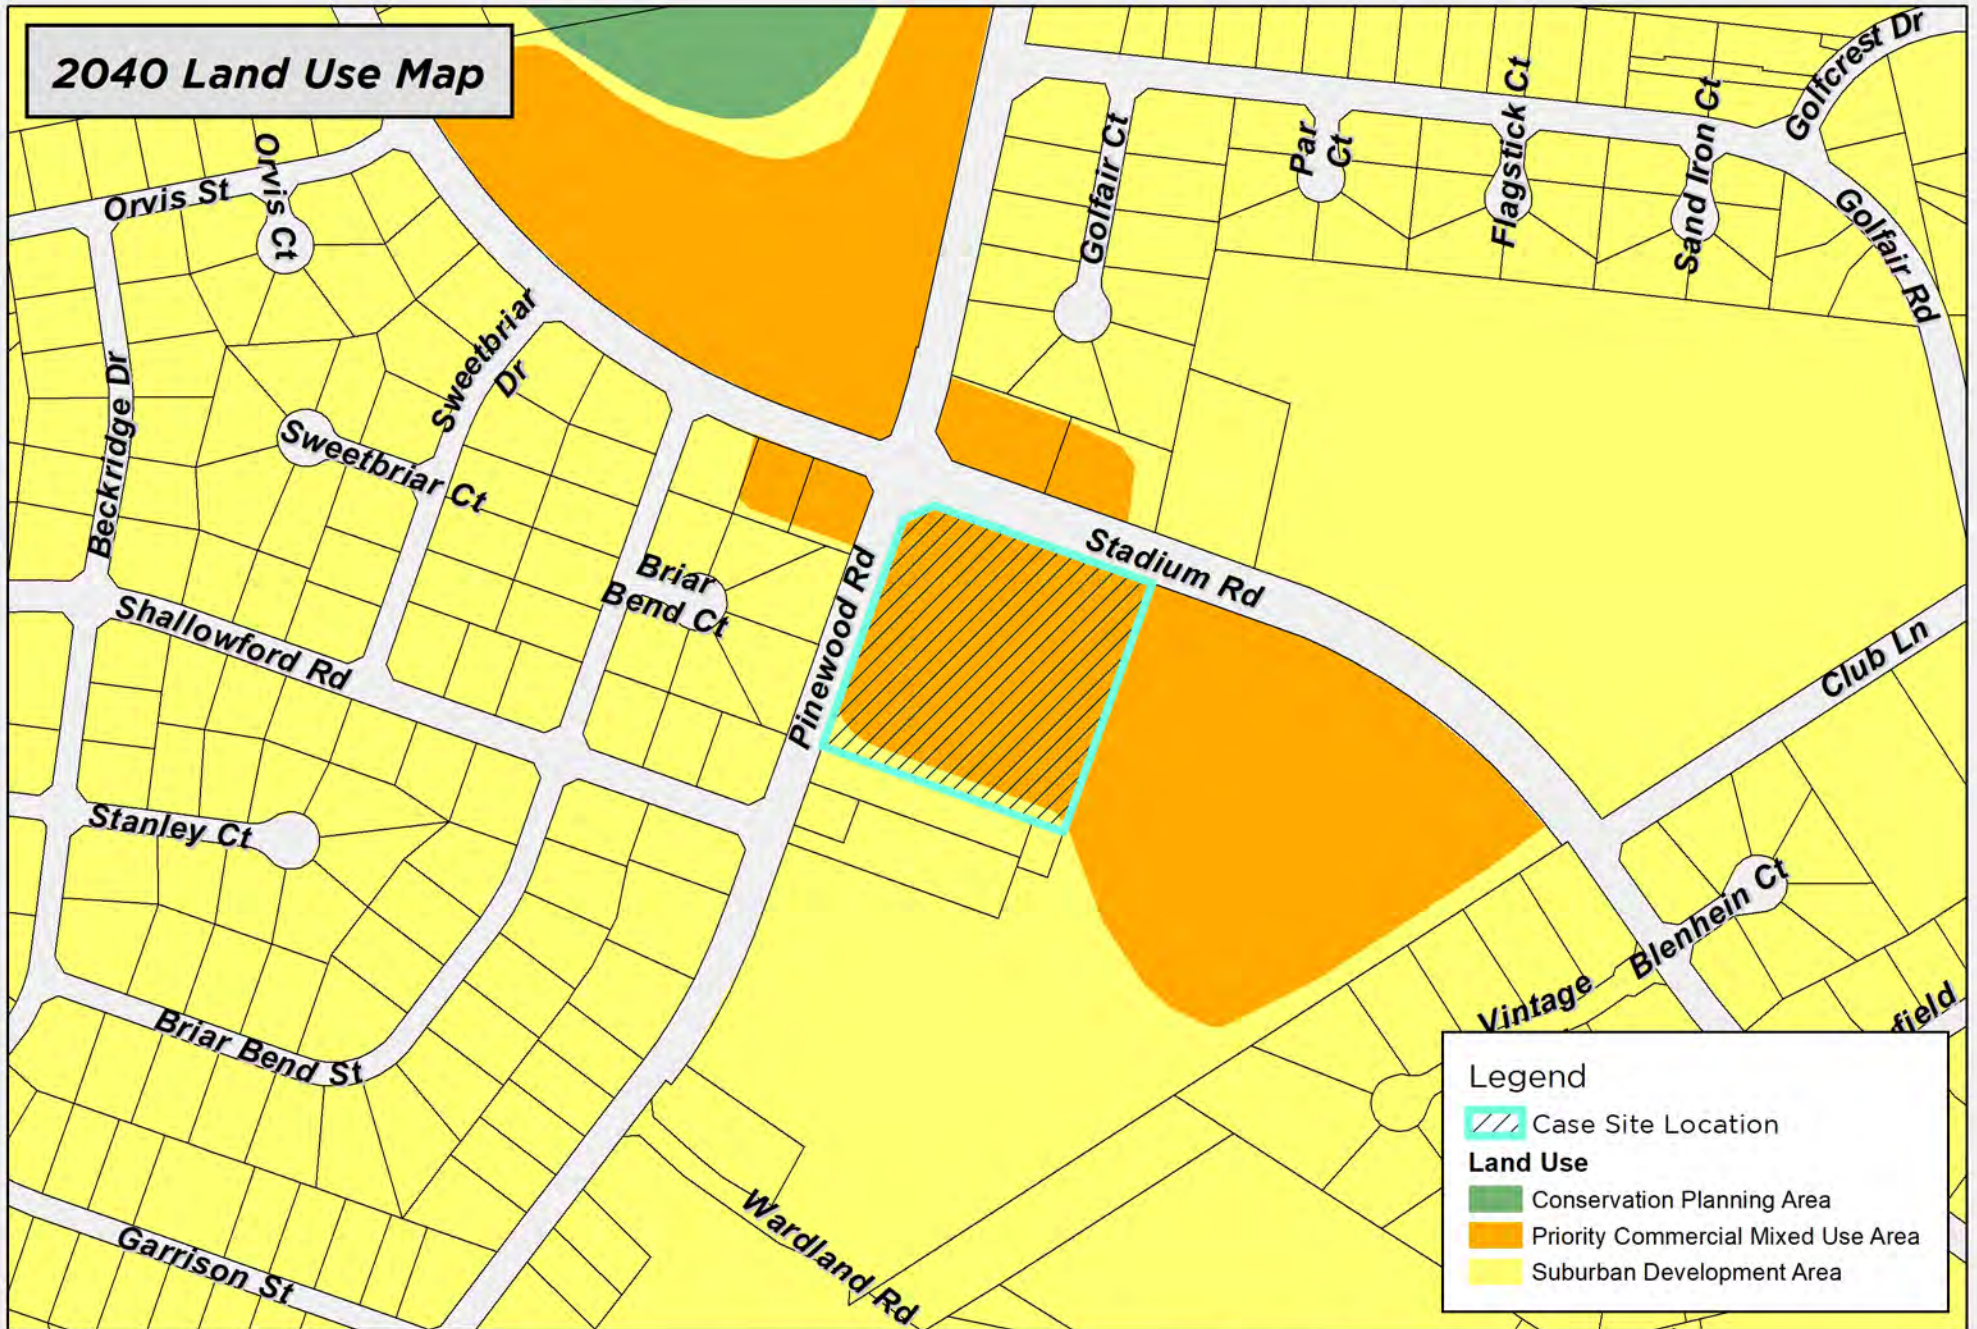 2040 Land Use Map
Golfcrest Dr
Orvis St
Orvis Ct
Golfair Ct
Par
Ct
Flagstick Ct
Sand Iron Ct
Golfair Rd
Beckridge Dr
Sweetbriar
Dr
Sweetbriar Ct
Briar
Bend Ct
Pinewood Rd
Stadium Rd
Club Ln
Shallowford Rd
Stanley Ct
Blenhein Ct
Vintage
field
Briar Bend St
Garrison St
Wardland Rd
Legend
Case Site Location
Land Use
Conservation Planning Area
Priority Commercial Mixed Use Area
Suburban Development Area